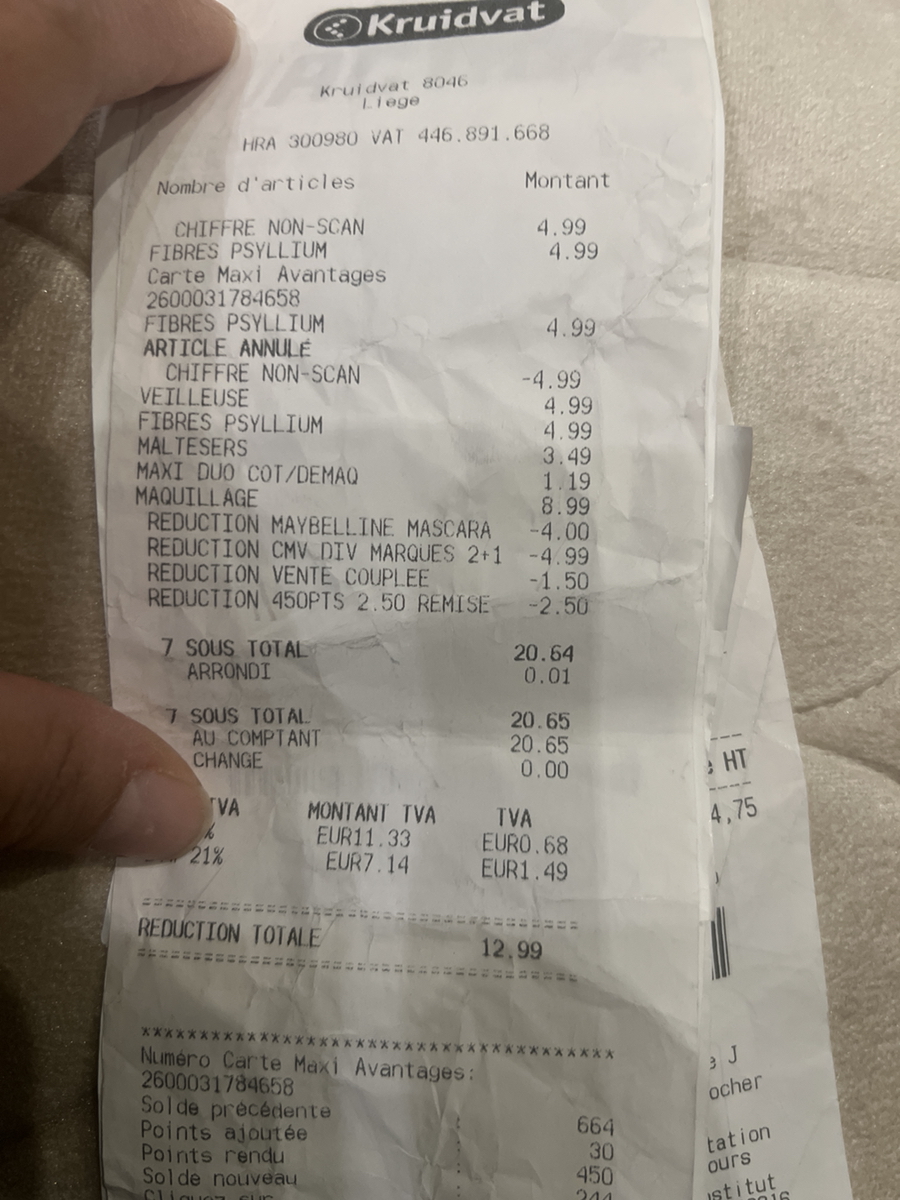 Kruidvat
Kruidvat 8046
Liege
HRA 300980 VAT 446.891.668
Nombre d'articles Montant
CHIFFRE NON-SCAN 4.99
FIBRES PSYLLIUM 4.99
Carte Maxi Avantages
2600031784658
FIBRES PSYLLIUM 4.99
ARTICLE ANNULÉ
CHIFFRE NON-SCAN -4.99
VEILLEUSE 4.99
FIBRES PSYLLIUM 4.99
MALTESERS 3.49
MAXI DUO COT/DEMAQ 1.19
MAQUILLAGE 8.99
REDUCTION MAYBELLINE MASCARA -4.00
REDUCTION CMV DIV MARQUES 2+1 -4.99
REDUCTION VENTE COUPLEE -1.50
REDUCTION 450PTS 2.50 REMISE -2.50
7 SOUS TOTAL 20.64
ARRONDI 0.01
7 SOUS TOTAL 20.65
AU COMPTANT 20.65
CHANGE 0.00
TVA MONTANT TVA TVA
% EUR11.33 EUR0.68
21% EUR7.14 EUR1.49
REDUCTION TOTALE 12.99
****************************************
Numéro Carte Maxi Avantages:
2600031784658
Solde précédente : 664
Points ajoutée : 30
Points rendu : 450
Solde nouveau : 244
Cliquez sur
HT
4,75
J
ocher
tation
ours
stitut